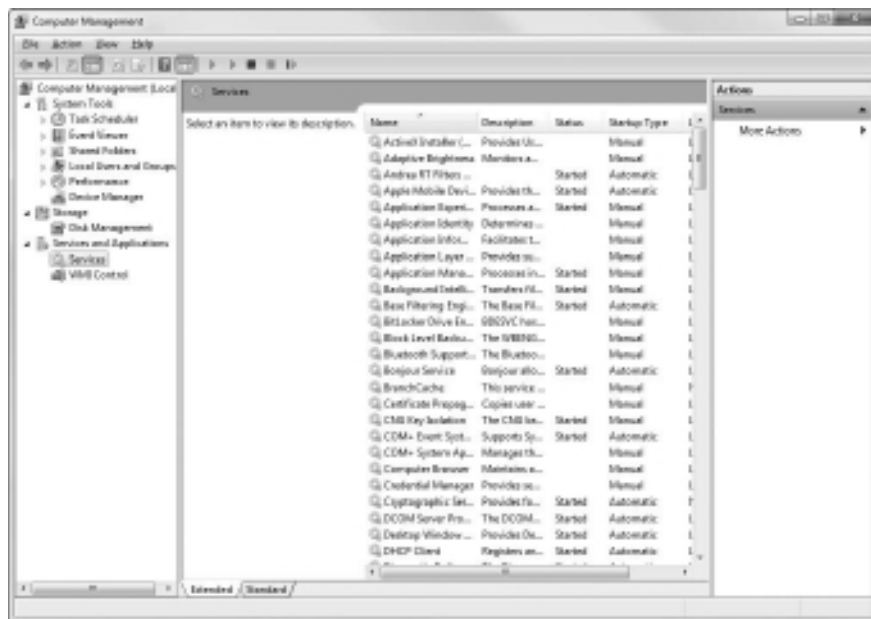 Computer Management
File Action View Help
Computer Management (Local
System Tools
Task Scheduler
Event Viewer
Shared Folders
Local Users and Groups
Performance
Device Manager
Storage
Disk Management
Services and Applications
Services
WMI Control
Services
Select an item to view its description.
Name Description Status Startup Type L
ActiveX Installer (... Provides Us... Manual L
Adaptive Brightness Monitors a... Manual L
Andrea RT Filters ... Started Automatic L
Apple Mobile Devi... Provides th... Started Automatic L
Application Experi... Processes a... Started Manual L
Application Identity Determines ... Manual L
Application Infor... Facilitates t... Manual L
Application Layer ... Provides su... Manual L
Application Mana... Processes in... Started Manual L
Background Intelli... Transfers fil... Started Manual L
Base Filtering Engi... The Base Fil... Started Automatic L
BitLocker Drive En... BDESVC hos... Manual L
Block Level Backu... The WBENG... Manual L
Bluetooth Support... The Bluetoo... Manual L
Bonjour Service Bonjour allo... Started Automatic L
BranchCache This service ... Manual N
Certificate Propag... Copies user ... Manual L
CNG Key Isolation The CNG ke... Started Manual L
COM+ Event Syst... Supports Sy... Started Automatic L
COM+ System Ap... Manages th... Manual L
Computer Browser Maintains a... Manual L
Credential Manager Provides se... Manual L
Cryptographic Ser... Provides fo... Started Automatic N
DCOM Server Pro... The DCOM... Started Automatic L
Desktop Window ... Provides De... Started Automatic L
DHCP Client Registers an... Started Automatic L
Extended Standard
Actions
Services
More Actions